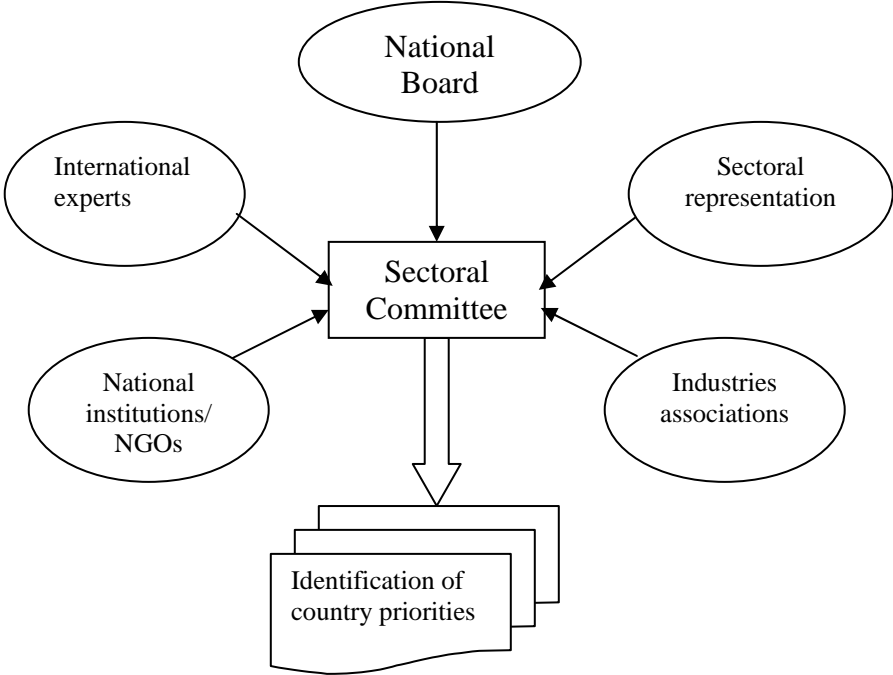 National
Board
International
experts
Sectoral
representation
Sectoral
Committee
National
institutions/
NGOs
Industries
associations
Identification of
country priorities